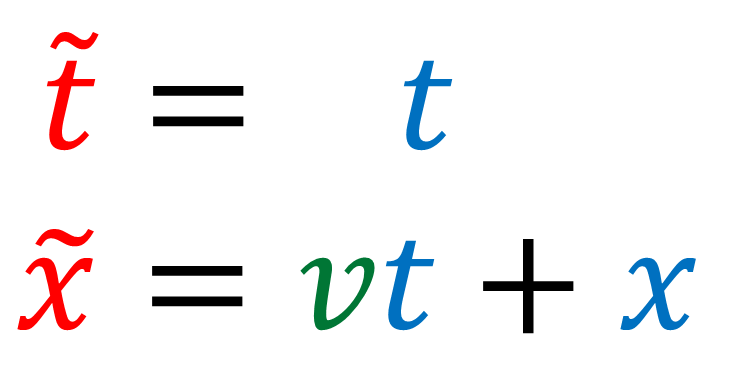 t̃ = t
x̃ = vt + x